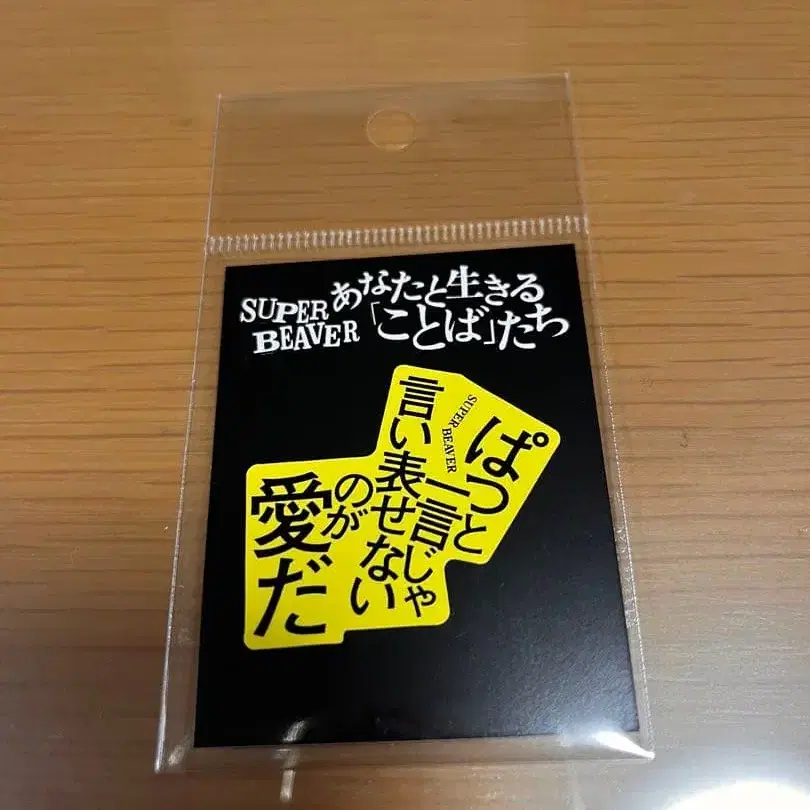 SUPER
BEAVER
あなたと生きる
「ことば」たち
ぱっと
一言じゃ
言い表せない
のが
愛だ
SUPER BEAVER